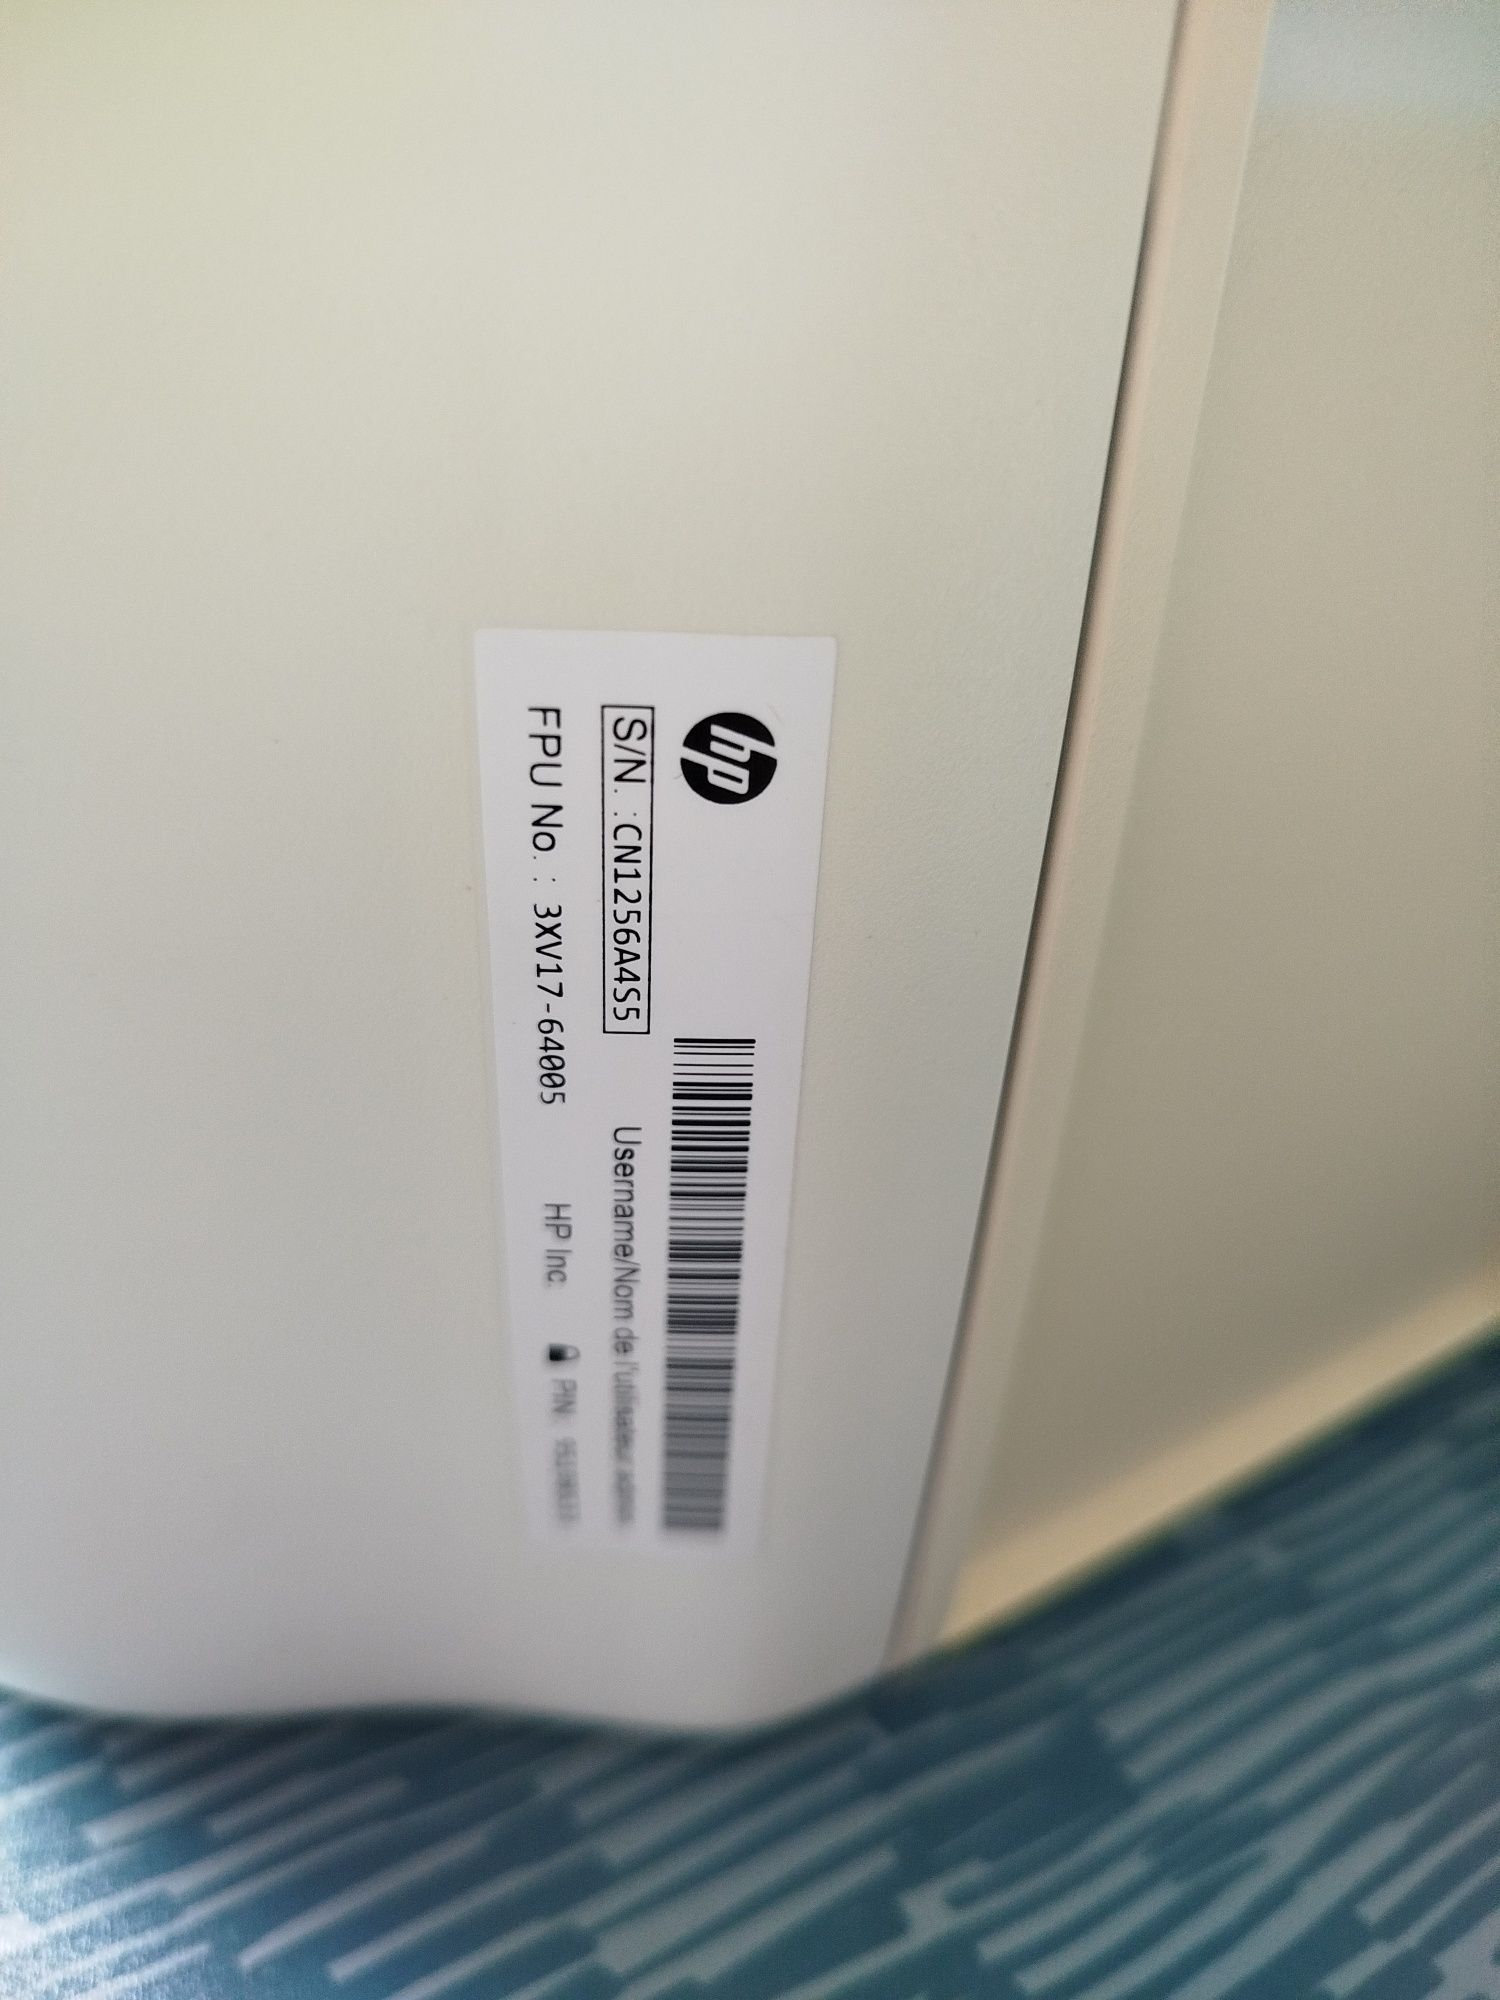 hp
S/N. :CN1256A4S5
Username/Nom de l'utilisateur
FPU No. : 3XV17-64005
HP Inc.
PIN: